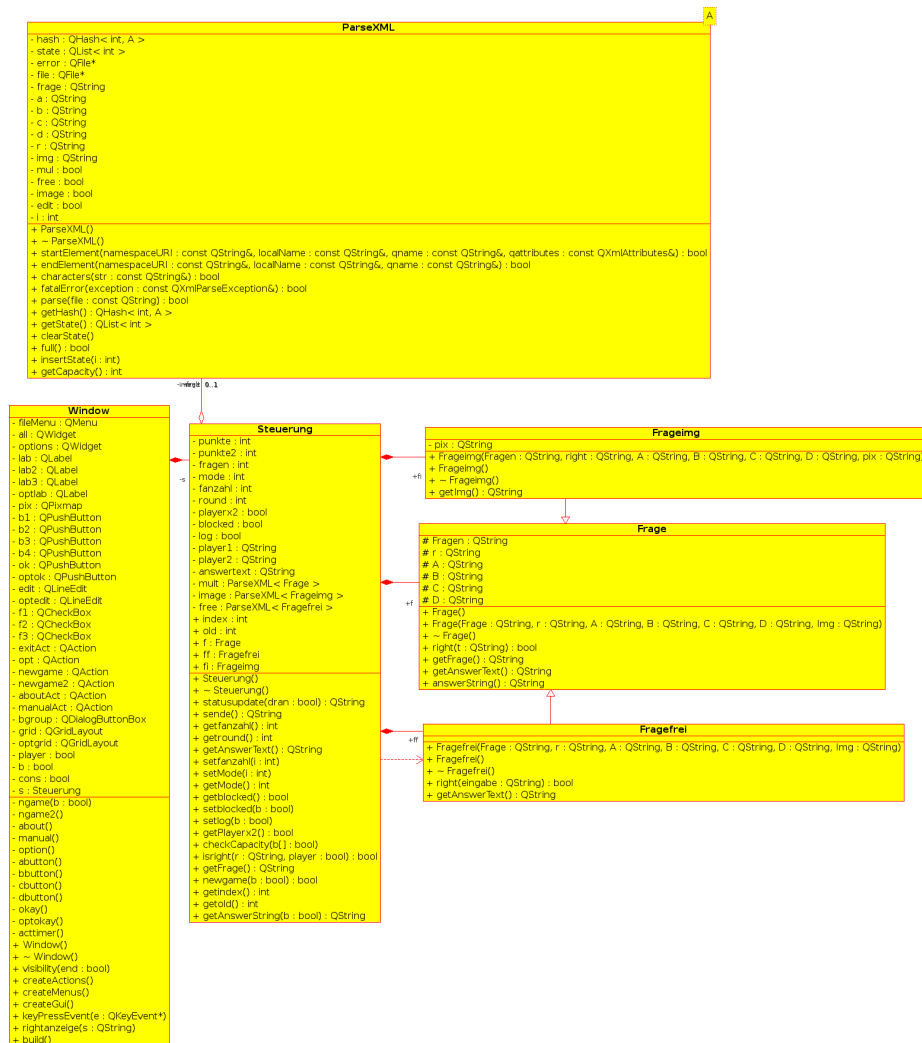 A
ParseXML
- hash : QHash< int, A >
- state : QList< int >
- error : QFile*
- file : QFile*
- frage : QString
- a : QString
- b : QString
- c : QString
- d : QString
- r : QString
- img : QString
- mul : bool
- free : bool
- image : bool
- edit : bool
- i : int
+ ParseXML()
+ ~ ParseXML()
+ startElement(namespaceURI : const QString&, localName : const QString&, qname : const QString&, qattributes : const QXmlAttributes&) : bool
+ endElement(namespaceURI : const QString&, localName : const QString&, qname : const QString&) : bool
+ characters(str : const QString&) : bool
+ fatalError(exception : const QXmlParseException&) : bool
+ parse(file : const QString) : bool
+ getHash() : QHash< int, A >
+ getState() : QList< int >
+ clearState()
+ full() : bool
+ insertState(i : int)
+ getCapacity() : int
0..1
Window
- fileMenu : QMenu
- all : QWidget
- options : QWidget
- lab : QLabel
- lab2 : QLabel
- lab3 : QLabel
- optlab : QLabel
- pix : QPixmap
- b1 : QPushButton
- b2 : QPushButton
- b3 : QPushButton
- b4 : QPushButton
- ok : QPushButton
- optok : QPushButton
- edit : QLineEdit
- optedit : QLineEdit
- f1 : QCheckBox
- f2 : QCheckBox
- f3 : QCheckBox
- exitAct : QAction
- opt : QAction
- newgame : QAction
- newgame2 : QAction
- aboutAct : QAction
- manualAct : QAction
- bgroup : QDialogButtonBox
- grid : QGridLayout
- optgrid : QGridLayout
- player : bool
- b : bool
- cons : bool
- s : Steuerung
- ngame(b : bool)
- ngame2()
- about()
- manual()
- option()
- abutton()
- bbutton()
- cbutton()
- dbutton()
- okay()
- optokay()
- acttimer()
+ Window()
+ ~ Window()
+ visibility(end : bool)
+ createActions()
+ createMenus()
+ createGui()
+ keyPressEvent(e : QKeyEvent*)
+ rightanzeige(s : QString)
+ build()
-s
Steuerung
- punkte : int
- punkte2 : int
- fragen : int
- mode : int
- fanzahl : int
- round : int
- playerx2 : bool
- blocked : bool
- log : bool
- player1 : QString
- player2 : QString
- answertext : QString
- mult : ParseXML< Frage >
- image : ParseXML< Frageimg >
- free : ParseXML< Fragefrei >
+ index : int
+ old : int
+ f : Frage
+ ff : Fragefrei
+ fi : Frageimg
+ Steuerung()
+ ~ Steuerung()
+ statusupdate(dran : bool) : QString
+ sende() : QString
+ getfanzahl() : int
+ getround() : int
+ getAnswerText() : QString
+ setfanzahl(i : int)
+ setMode(i : int)
+ getMode() : int
+ getblocked() : bool
+ setblocked(b : bool)
+ setlog(b : bool)
+ getPlayerx2() : bool
+ checkCapacity(b[] : bool)
+ isright(r : QString, player : bool) : bool
+ getFrage() : QString
+ newgame(b : bool) : bool
+ getindex() : int
+ getold() : int
+ getAnswerString(b : bool) : QString
+fi
+f
+ff
Frageimg
- pix : QString
+ Frageimg(Fragen : QString, right : QString, A : QString, B : QString, C : QString, D : QString, pix : QString)
+ Frageimg()
+ ~ Frageimg()
+ getImg() : QString
Frage
# Fragen : QString
# r : QString
# A : QString
# B : QString
# C : QString
# D : QString
+ Frage()
+ Frage(Frage : QString, r : QString, A : QString, B : QString, C : QString, D : QString, Img : QString)
+ ~ Frage()
+ right(t : QString) : bool
+ getFrage() : QString
+ getAnswerText() : QString
+ answerString() : QString
Fragefrei
+ Fragefrei(Frage : QString, r : QString, A : QString, B : QString, C : QString, D : QString, Img : QString)
+ Fragefrei()
+ ~ Fragefrei()
+ right(eingabe : QString) : bool
+ getAnswerText() : QString